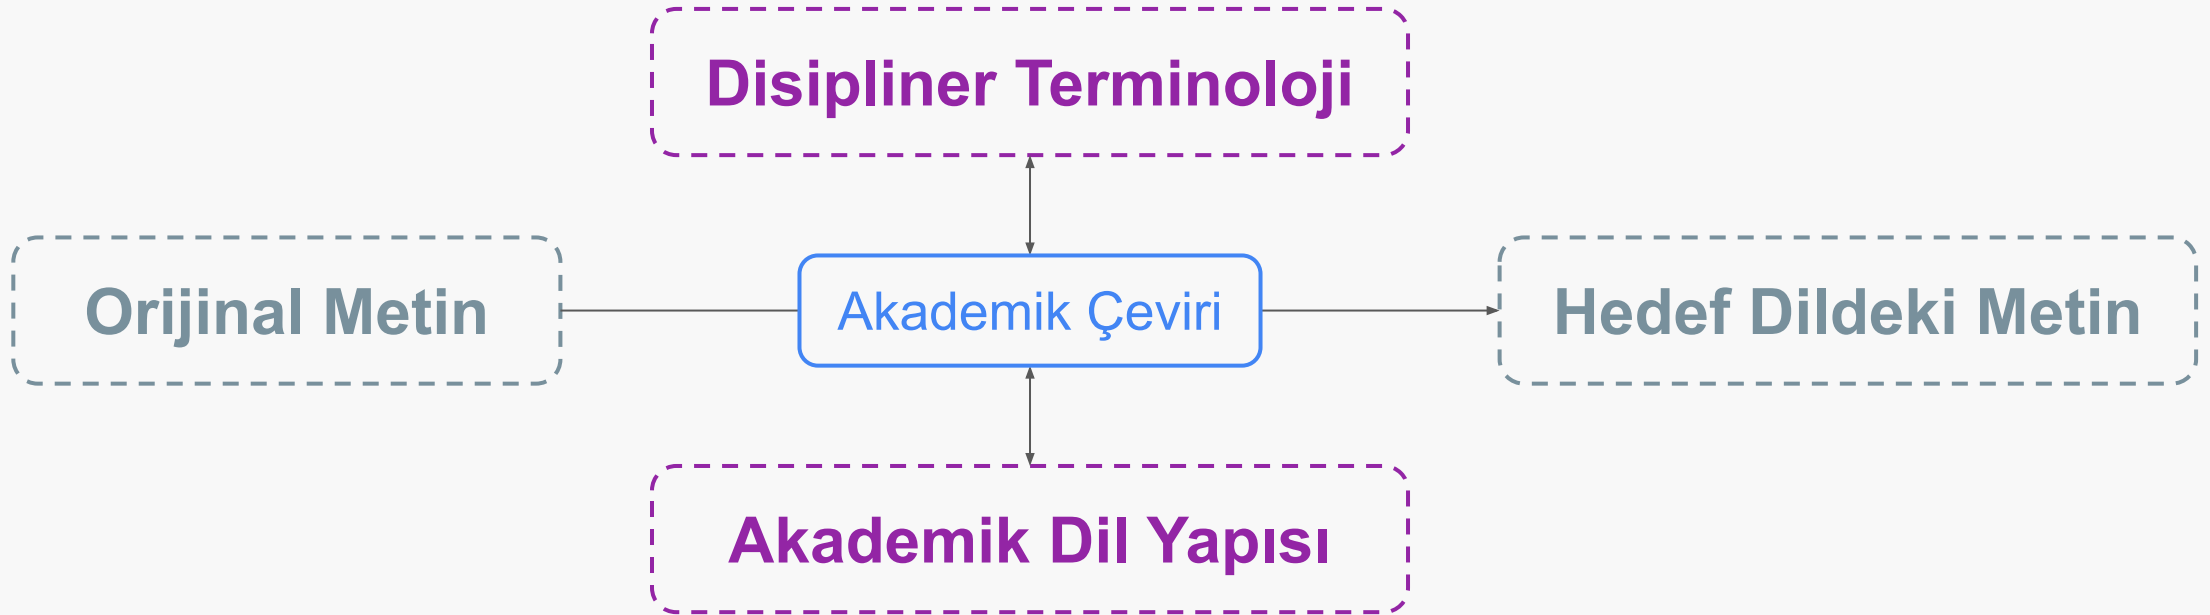 Disipliner Terminoloji
Orijinal Metin
Akademik Çeviri
Hedef Dildeki Metin
Akademik Dil Yapısı